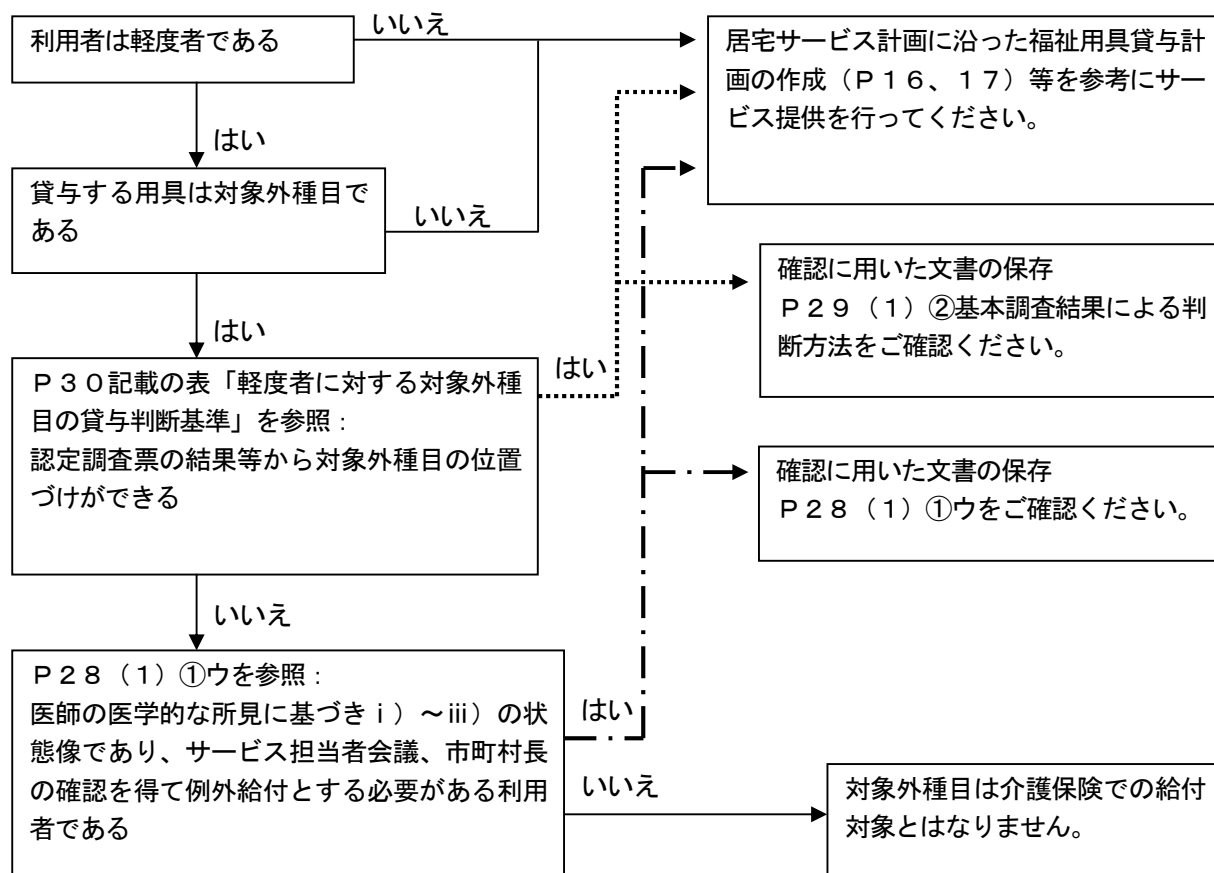 利用者は軽度者である
いいえ
居宅サービス計画に沿った福祉用具貸与計
画の作成（Ｐ１６、１７）等を参考にサー
ビス提供を行ってください。
はい
貸与する用具は対象外種目で
ある
いいえ
確認に用いた文書の保存
Ｐ２９（１）②基本調査結果による判
断方法をご確認ください。
はい
Ｐ３０記載の表「軽度者に対する対象外種
目の貸与判断基準」を参照：
認定調査票の結果等から対象外種目の位置
づけができる
はい
確認に用いた文書の保存
Ｐ２８（１）①ウをご確認ください。
いいえ
Ｐ２８（１）①ウを参照：
医師の医学的な所見に基づきⅰ）～ⅲ）の状
態像であり、サービス担当者会議、市町村長
の確認を得て例外給付とする必要がある利用
者である
はい
いいえ
対象外種目は介護保険での給付
対象とはなりません。